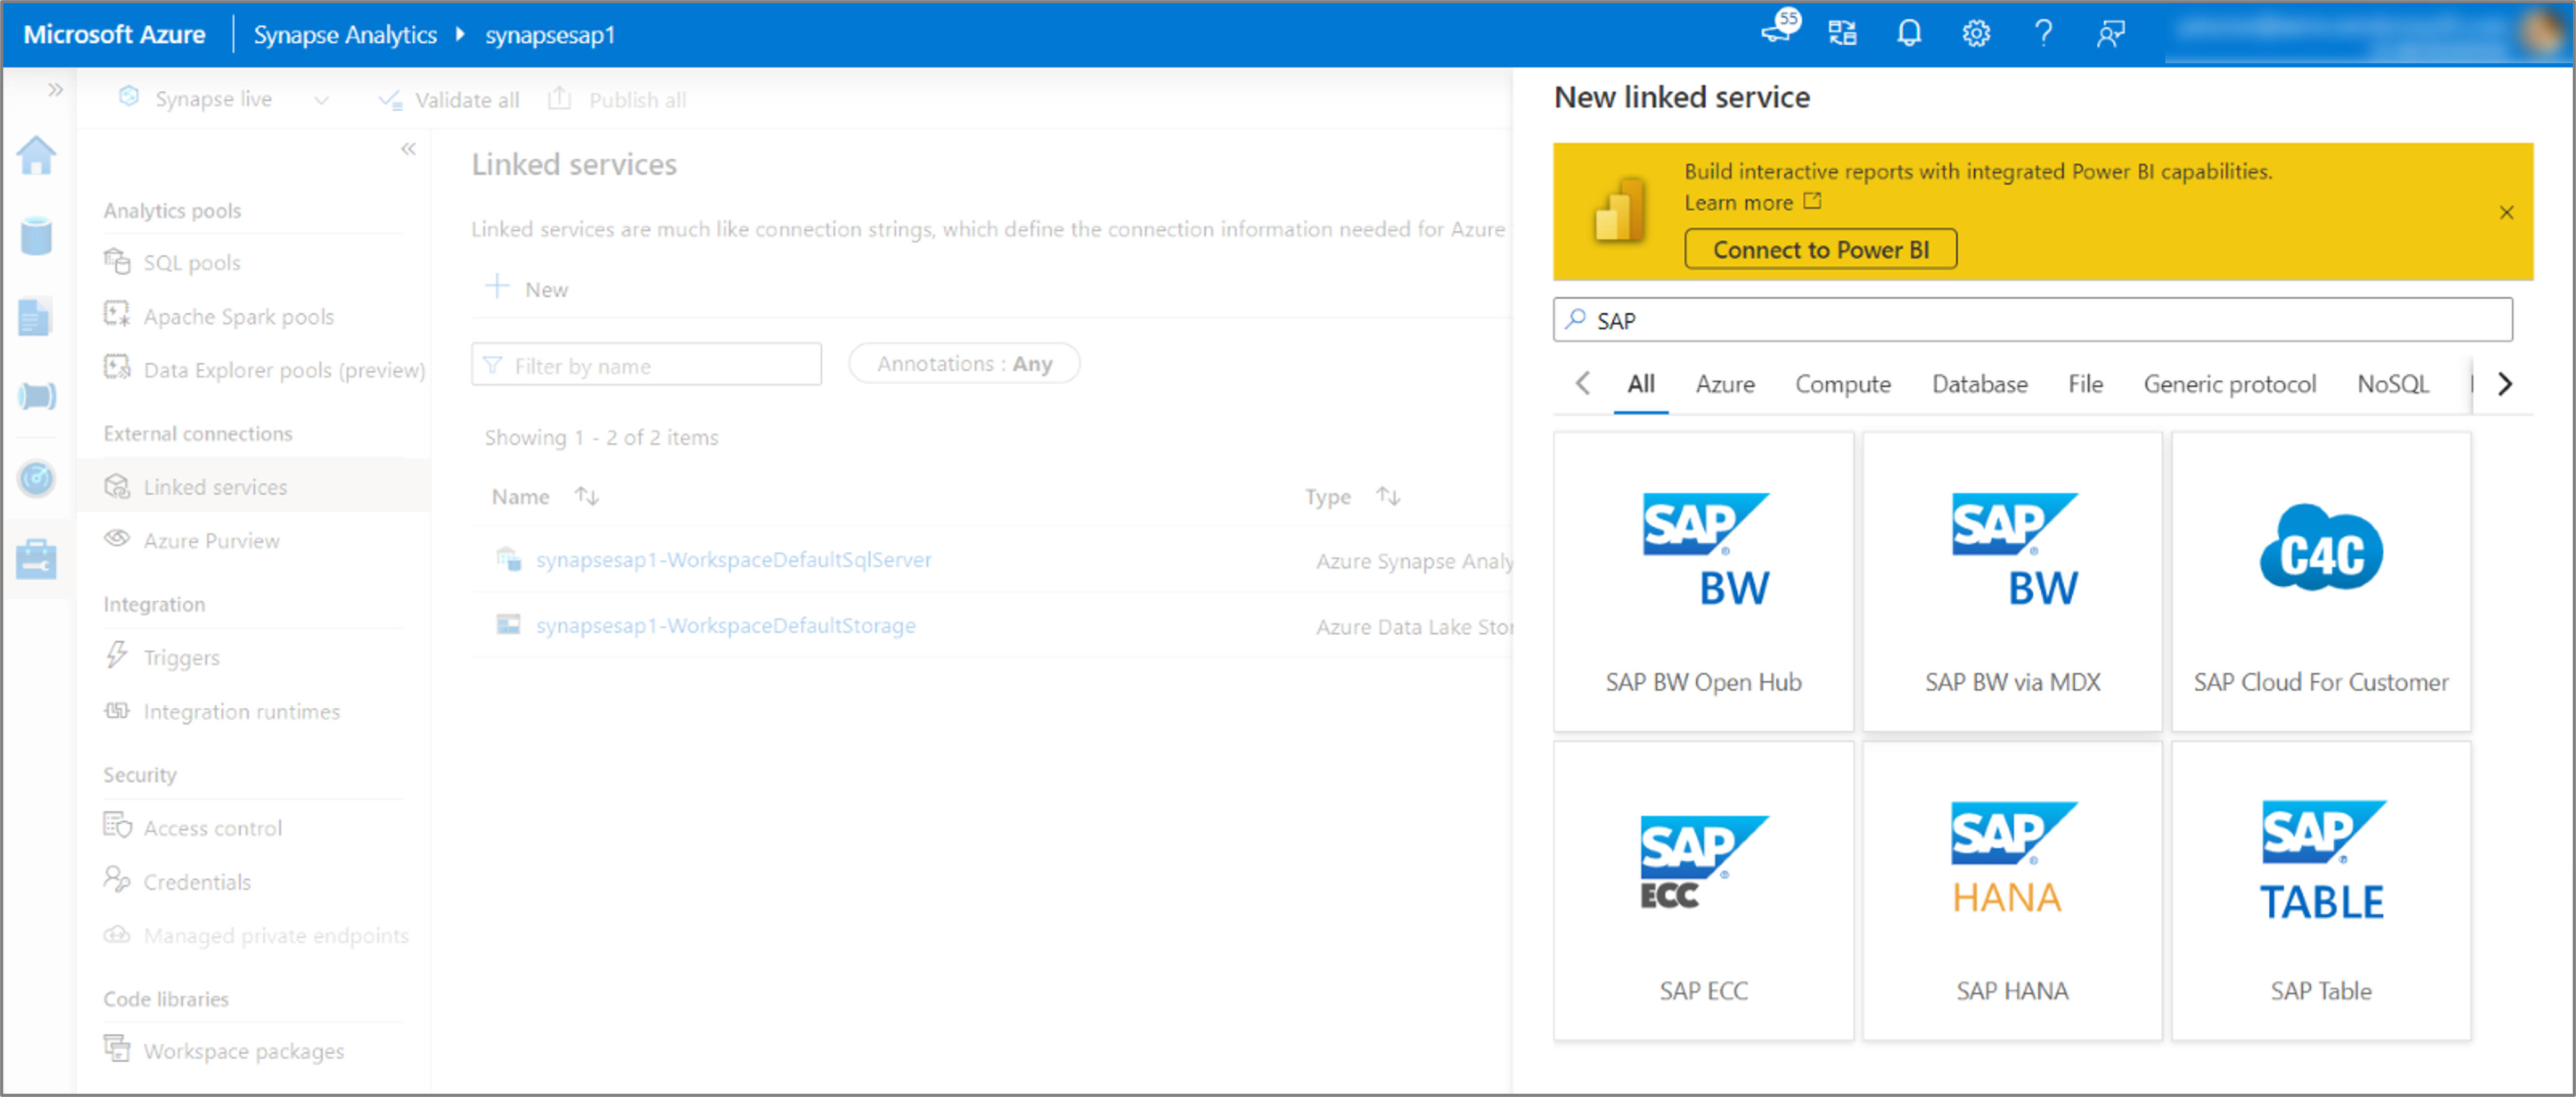 Microsoft Azure
Synapse Analytics
synapsesap1
55
Synapse live
Validate all
Publish all
Analytics pools
SQL pools
Apache Spark pools
Data Explorer pools (preview)
External connections
Linked services
Azure Purview
Integration
Triggers
Integration runtimes
Security
Access control
Credentials
Managed private endpoints
Code libraries
Workspace packages
Linked services
Linked services are much like connection strings, which define the connection information needed for Azure
New
Filter by name
Annotations : Any
Showing 1 - 2 of 2 items
Name
Type
synapsesap1-WorkspaceDefaultSqlServer
Azure Synapse Analy
synapsesap1-WorkspaceDefaultStorage
Azure Data Lake Stor
New linked service
Build interactive reports with integrated Power BI capabilities.
Learn more
Connect to Power BI
SAP
All Azure Compute Database File Generic protocol NoSQL
SAP
BW
SAP BW Open Hub
SAP
BW
SAP BW via MDX
C4C
SAP Cloud For Customer
SAP
ECC
SAP ECC
SAP
HANA
SAP HANA
SAP
TABLE
SAP Table